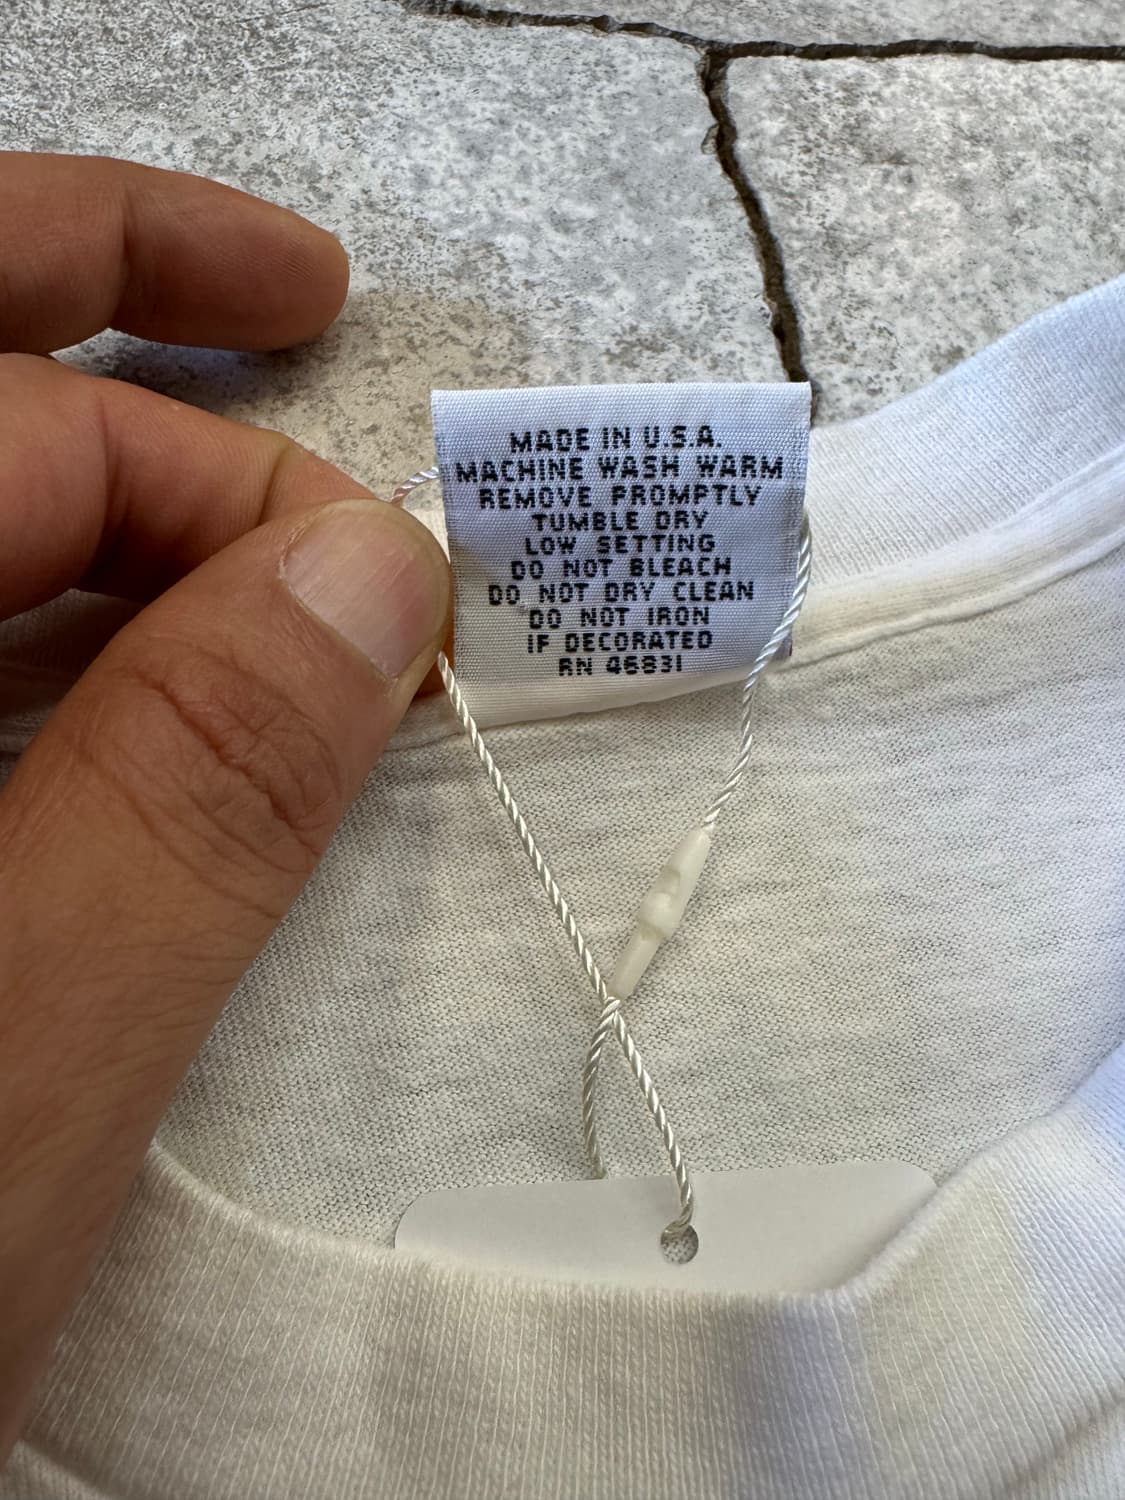 MADE IN U.S.A.
MACHINE WASH WARM
REMOVE PROMPTLY
TUMBLE DRY
LOW SETTING
DO NOT BLEACH
DO NOT DRY CLEAN
DO NOT IRON
IF DECORATED
RN 46831